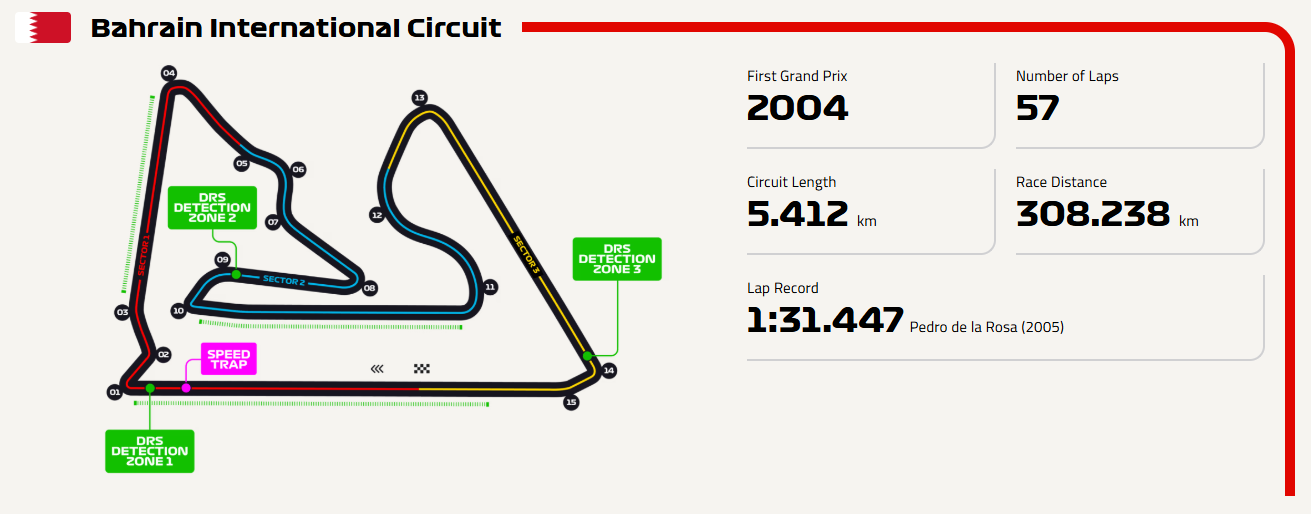 Bahrain International Circuit
04
13
05
06
DRS
DETECTION
ZONE 2
12
07
SECTOR 1
SECTOR 3
DRS
DETECTION
ZONE 3
09
SECTOR 2
08
11
10
03
02
SPEED
TRAP
14
01
15
DRS
DETECTION
ZONE 1
First Grand Prix
2004
Number of Laps
57
Circuit Length
5.412 km
Race Distance
308.238 km
Lap Record
1:31.447 Pedro de la Rosa (2005)